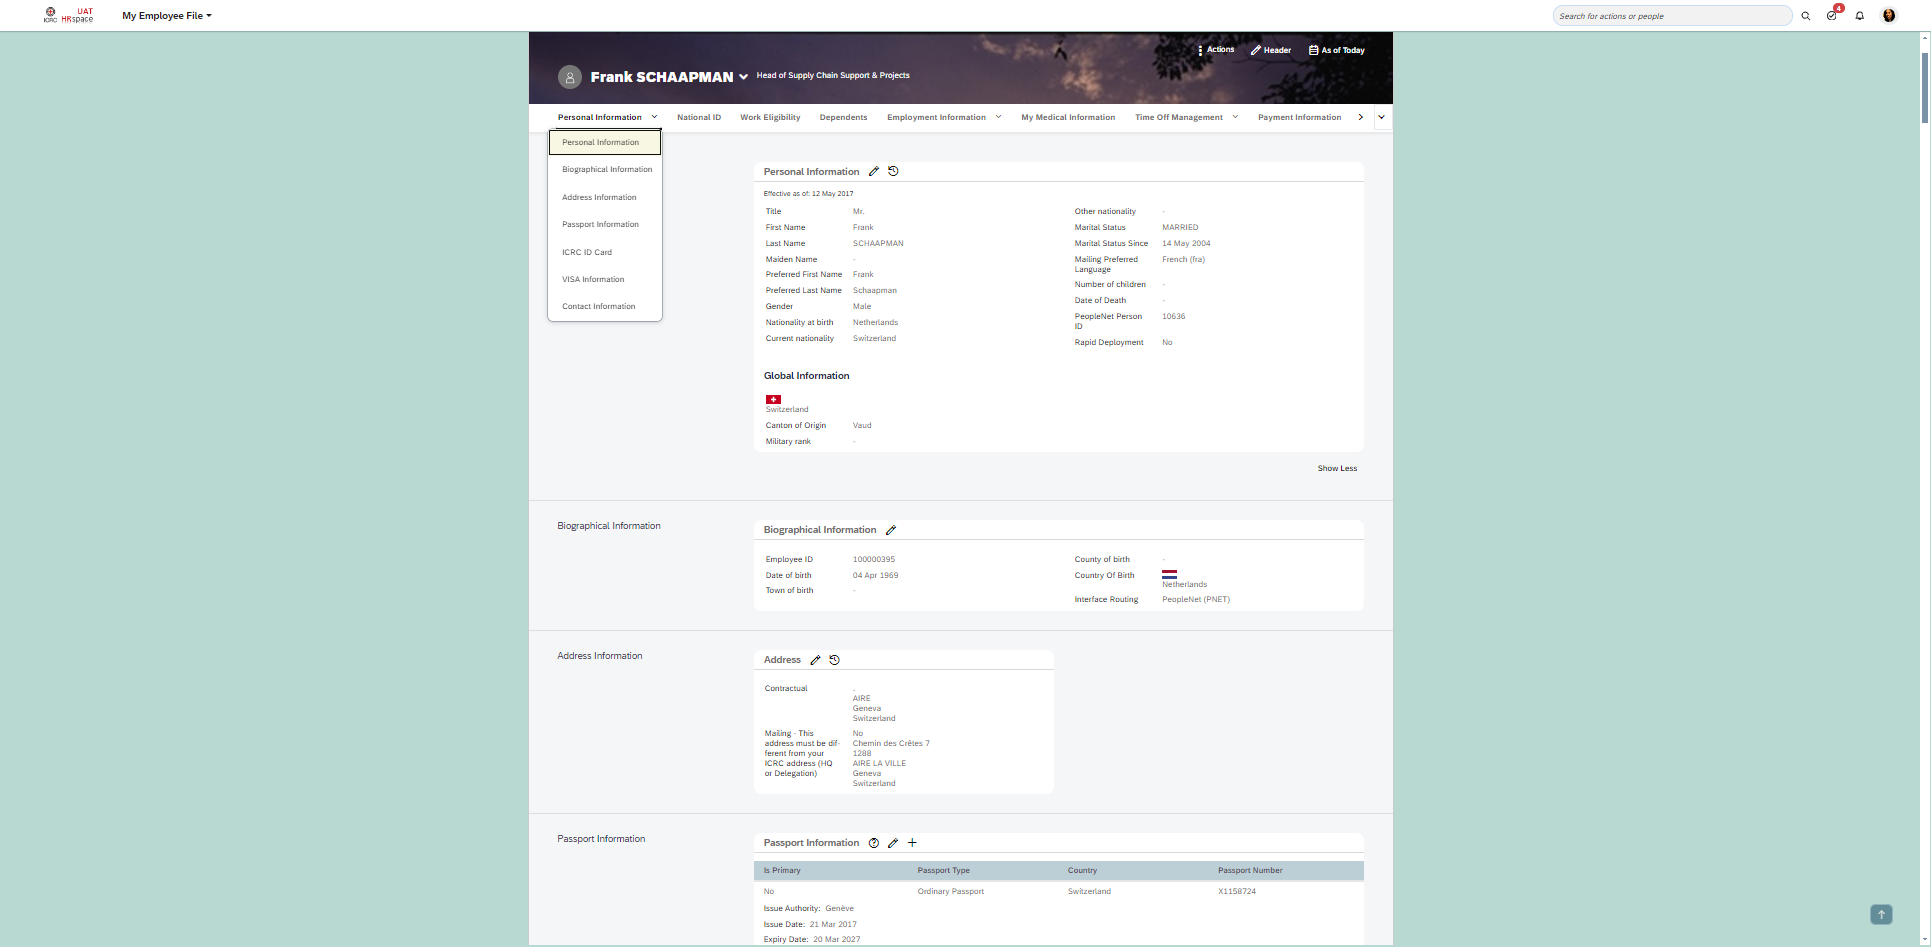 UAT
ICRC HRspace
My Employee File
Search for actions or people
4
Actions
Header
As of Today
Frank SCHAAPMAN
Head of Supply Chain Support & Projects
Personal Information
National ID
Work Eligibility
Dependents
Employment Information
My Medical Information
Time Off Management
Payment Information
Personal Information
Biographical Information
Address Information
Passport Information
ICRC ID Card
VISA Information
Contact Information
Personal Information
Effective as of: 12 May 2017
Title Mr.
First Name Frank
Last Name SCHAAPMAN
Maiden Name -
Preferred First Name Frank
Preferred Last Name Schaapman
Gender Male
Nationality at birth Netherlands
Current nationality Switzerland
Other nationality -
Marital Status MARRIED
Marital Status Since 14 May 2004
Mailing Preferred French (fra)
Language
Number of children -
Date of Death -
PeopleNet Person 10636
ID
Rapid Deployment No
Global Information
Switzerland
Canton of Origin Vaud
Military rank -
Show Less
Biographical Information
Biographical Information
Employee ID 100000395
Date of birth 04 Apr 1969
Town of birth -
County of birth -
Country Of Birth
Netherlands
Interface Routing PeopleNet (PNET)
Address Information
Address
Contractual -
AIRE
Geneva
Switzerland
Mailing - This No
address must be dif- Chemin des Crêtes 7
ferent from your 1288
ICRC address (HQ AIRE LA VILLE
or Delegation) Geneva
Switzerland
Passport Information
Passport Information
Is Primary Passport Type Country Passport Number
No Ordinary Passport Switzerland X1158724
Issue Authority: Genève
Issue Date: 21 Mar 2017
Expiry Date: 20 Mar 2027